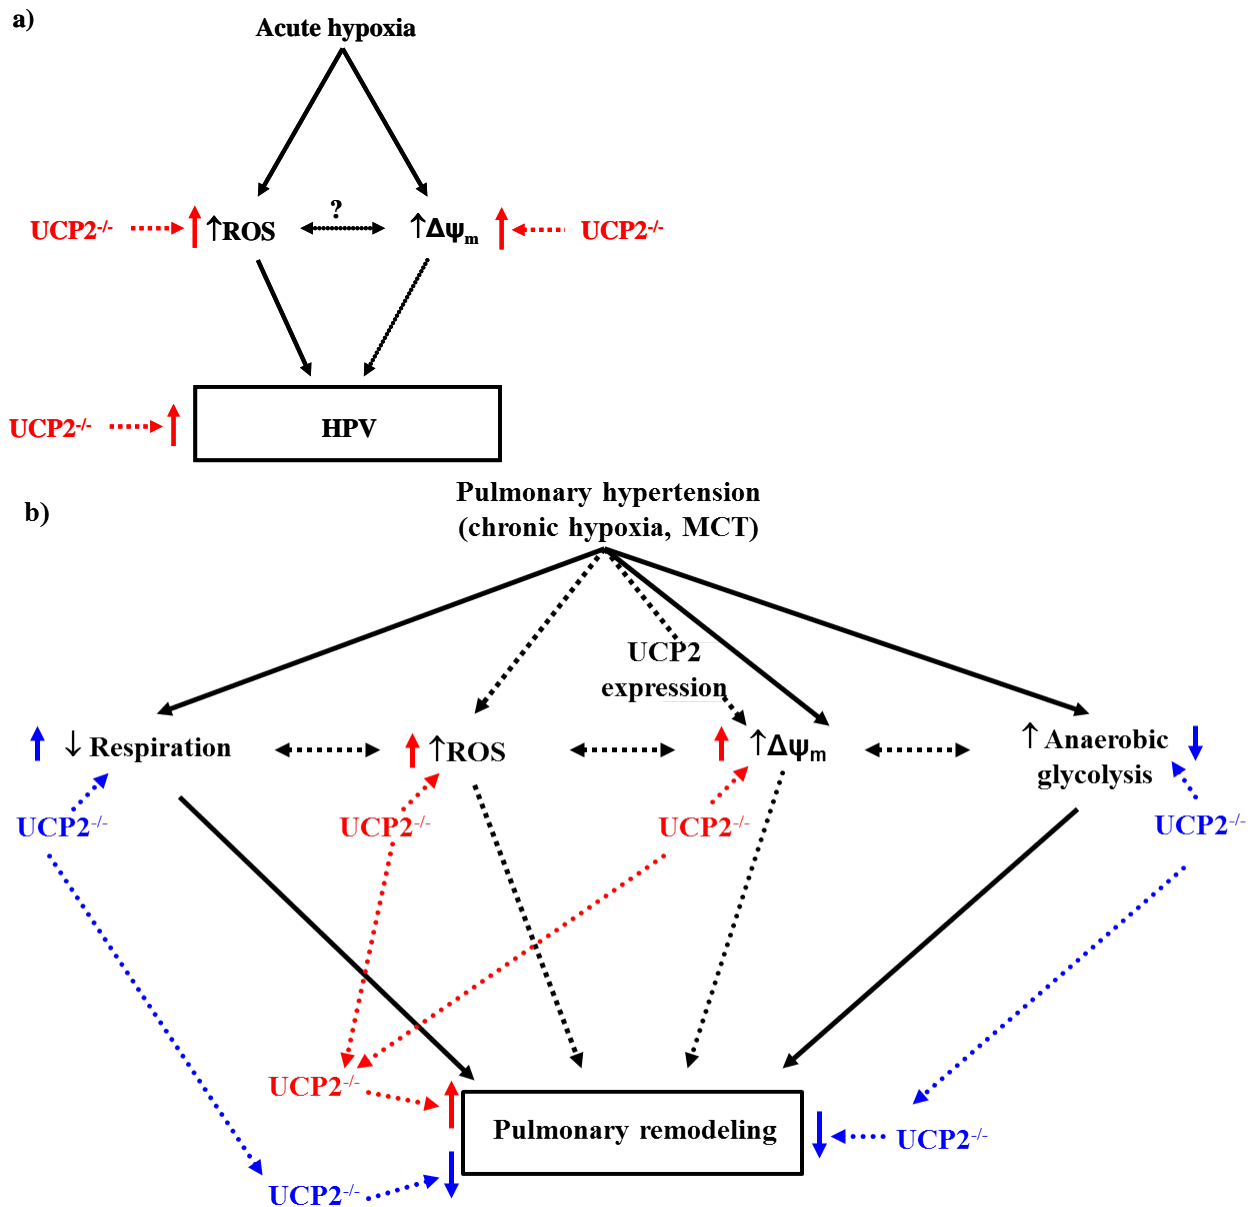 a)
Acute hypoxia
?
UCP2-/-
↑ROS
↑Δψm
UCP2-/-
UCP2-/-
HPV
Pulmonary hypertension
(chronic hypoxia, MCT)
b)
UCP2
expression
↓ Respiration
↑ROS
↑Δψm
↑ Anaerobic
glycolysis
UCP2-/-
UCP2-/-
UCP2-/-
UCP2-/-
UCP2-/-
Pulmonary remodeling
UCP2-/-
UCP2-/-